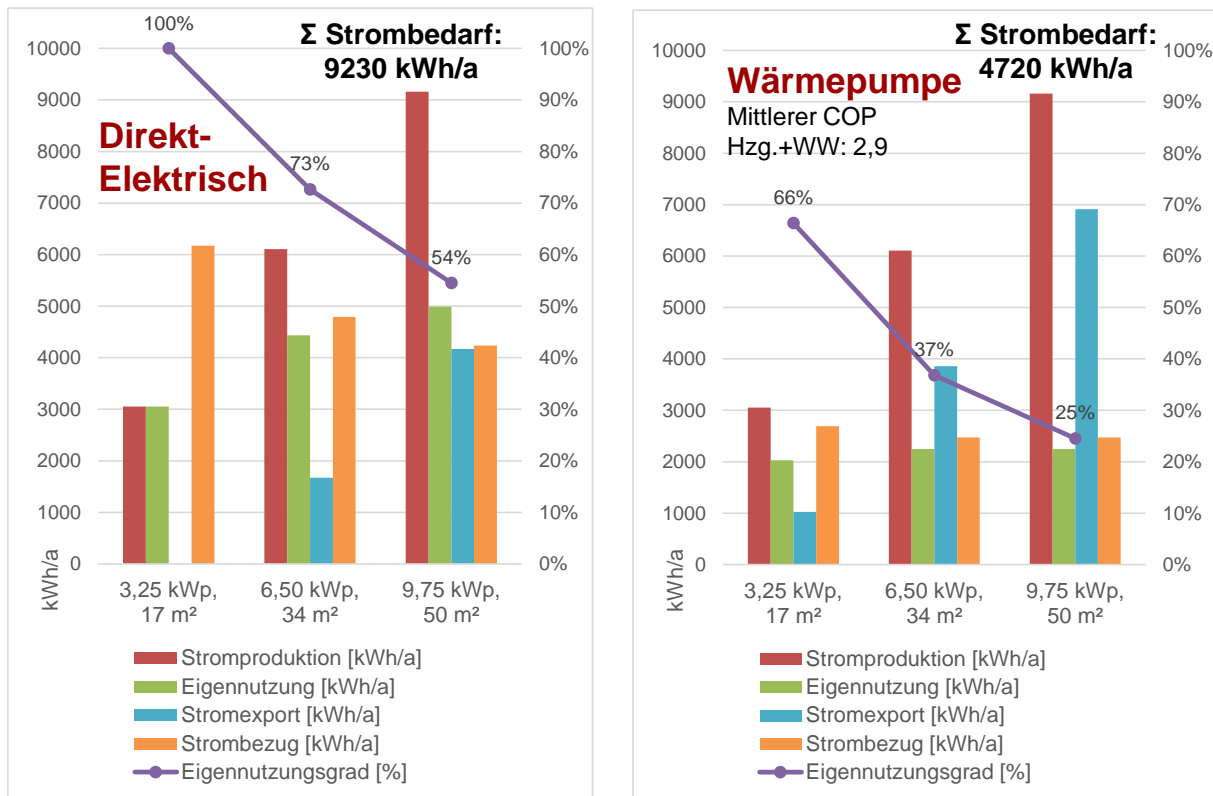 Σ Strombedarf:
9230 kWh/a
Direkt-
Elektrisch
100%
73%
54%
10000
9000
8000
7000
6000
5000
4000
3000
2000
1000
0
kWh/a
100%
90%
80%
70%
60%
50%
40%
30%
20%
10%
0%
3,25 kWp,
17 m²
6,50 kWp,
34 m²
9,75 kWp,
50 m²
Stromproduktion [kWh/a]
Eigennutzung [kWh/a]
Stromexport [kWh/a]
Strombezug [kWh/a]
Eigennutzungsgrad [%]
Σ Strombedarf:
4720 kWh/a
Wärmepumpe
Mittlerer COP
Hzg.+WW: 2,9
66%
37%
25%
10000
9000
8000
7000
6000
5000
4000
3000
2000
1000
0
kWh/a
100%
90%
80%
70%
60%
50%
40%
30%
20%
10%
0%
3,25 kWp,
17 m²
6,50 kWp,
34 m²
9,75 kWp,
50 m²
Stromproduktion [kWh/a]
Eigennutzung [kWh/a]
Stromexport [kWh/a]
Strombezug [kWh/a]
Eigennutzungsgrad [%]